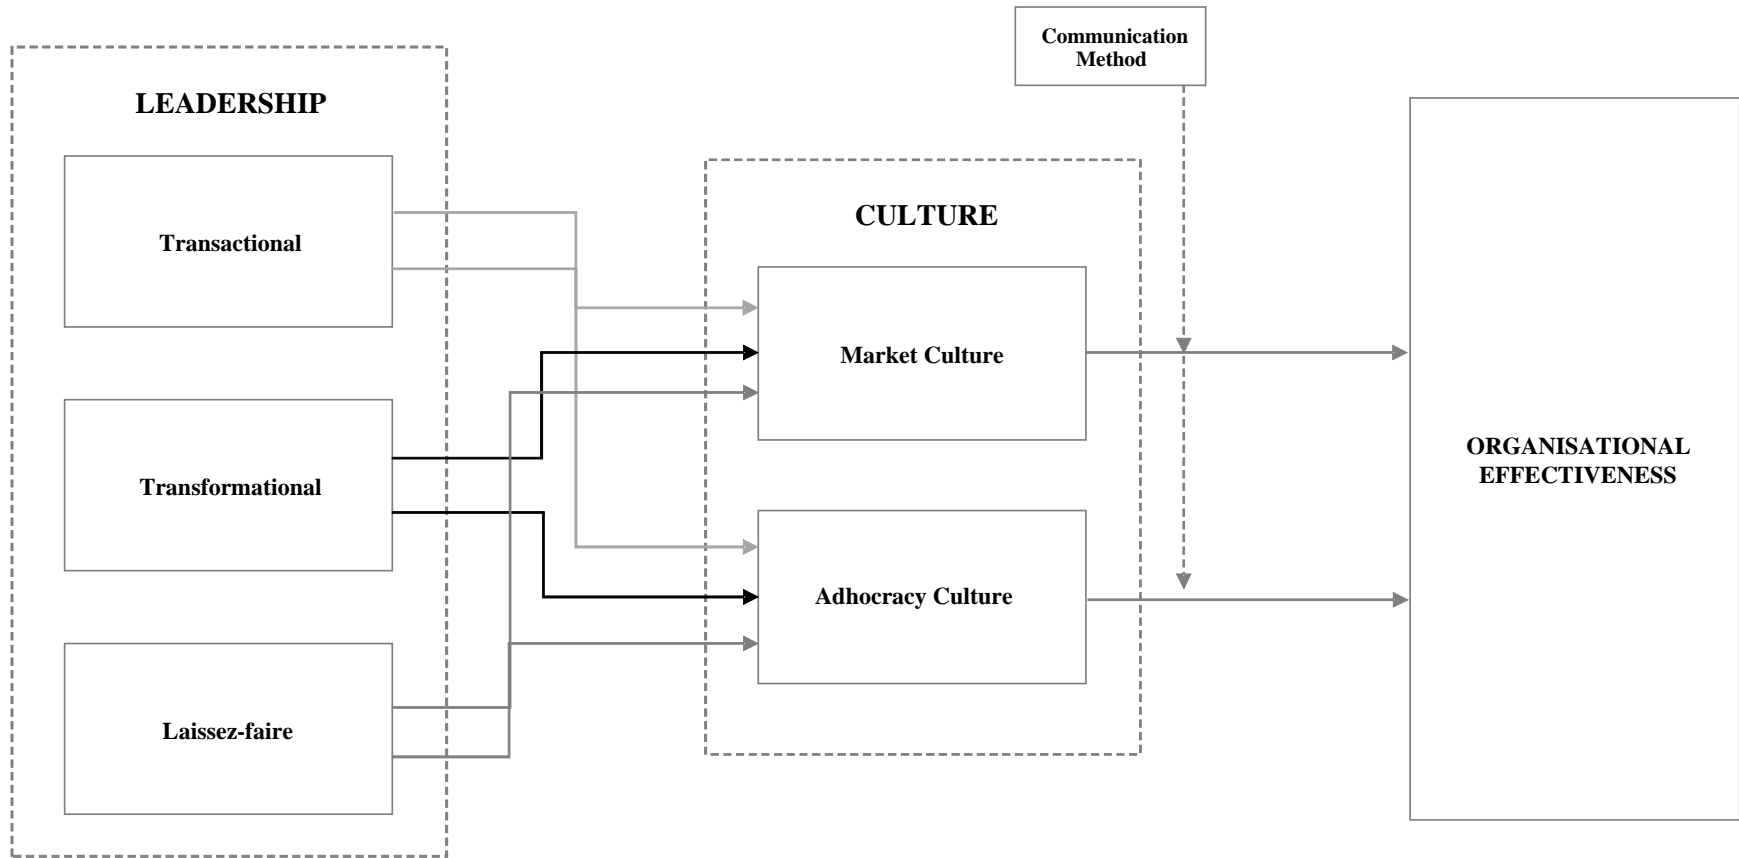 Communication
Method
LEADERSHIP
Transactional
CULTURE
Market Culture
ORGANISATIONAL
EFFECTIVENESS
Transformational
Adhocracy Culture
Laissez-faire